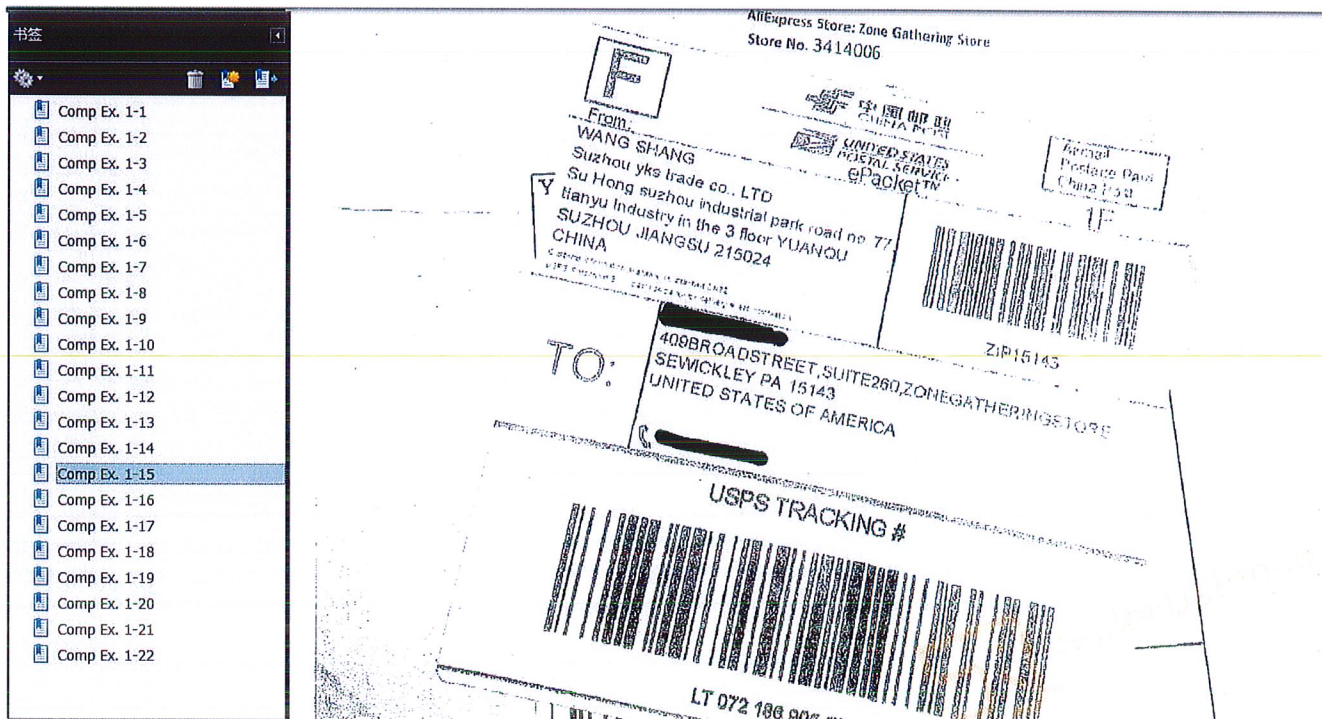 书签
Comp Ex. 1-1
Comp Ex. 1-2
Comp Ex. 1-3
Comp Ex. 1-4
Comp Ex. 1-5
Comp Ex. 1-6
Comp Ex. 1-7
Comp Ex. 1-8
Comp Ex. 1-9
Comp Ex. 1-10
Comp Ex. 1-11
Comp Ex. 1-12
Comp Ex. 1-13
Comp Ex. 1-14
Comp Ex. 1-15
Comp Ex. 1-16
Comp Ex. 1-17
Comp Ex. 1-18
Comp Ex. 1-19
Comp Ex. 1-20
Comp Ex. 1-21
Comp Ex. 1-22
AliExpress Store: Zone Gathering Store
Store No. 3414006
F
中国邮政
CHINA POST
UNITED STATES
POSTAL SERVICE
ePacket™
Airmail
Postage Paid
China Post
1F
From:
WANG SHANG
Suzhou yks trade co., LTD
Su Hong suzhou industrial park road no 77,
tianyu Industry in the 3 floor YUANOU
SUZHOU JIANGSU 215024
CHINA
Y
ZIP15143
TO:
409BROADSTREET,SUITE260,ZONEGATHERINGSTORE
SEWICKLEY PA 15143
UNITED STATES OF AMERICA
USPS TRACKING #
LT 072 186